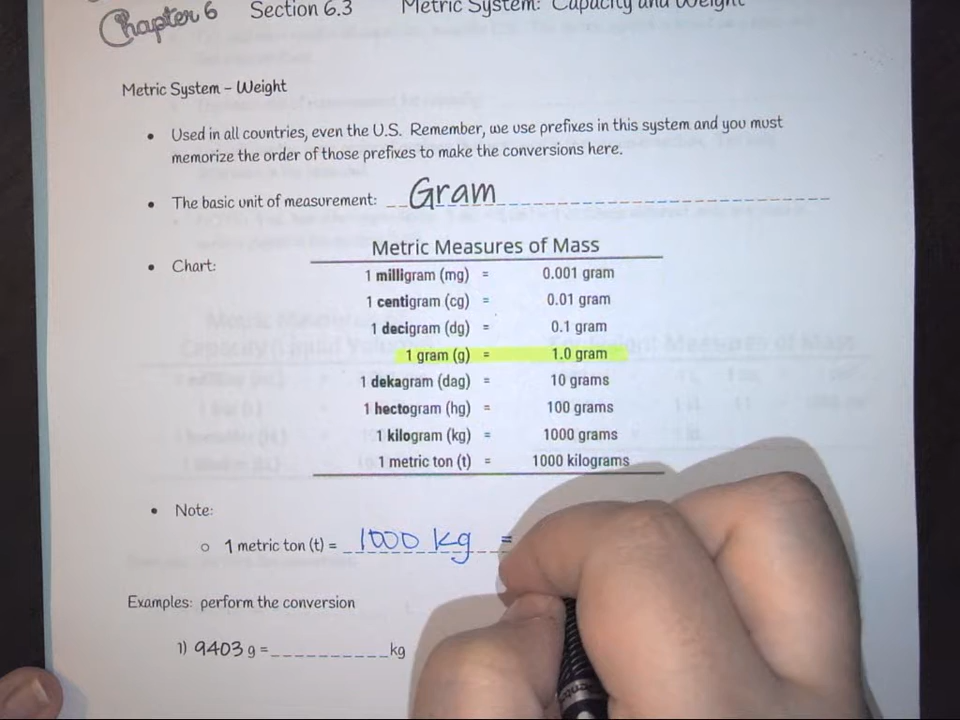 Chapter 6 Section 6.3 Metric System: Capacity and Weight
Metric System – Weight
• Used in all countries, even the U.S. Remember, we use prefixes in this system and you must
memorize the order of those prefixes to make the conversions here.
• The basic unit of measurement: Gram
Metric Measures of Mass
• Chart:
1 milligram (mg) = 0.001 gram
1 centigram (cg) = 0.01 gram
1 decigram (dg) = 0.1 gram
1 gram (g) = 1.0 gram
1 dekagram (dag) = 10 grams
1 hectogram (hg) = 100 grams
1 kilogram (kg) = 1000 grams
1 metric ton (t) = 1000 kilograms
• Note:
○ 1 metric ton (t) = 1000 kg =
Examples: perform the conversion
1) 9403 g = __________ kg